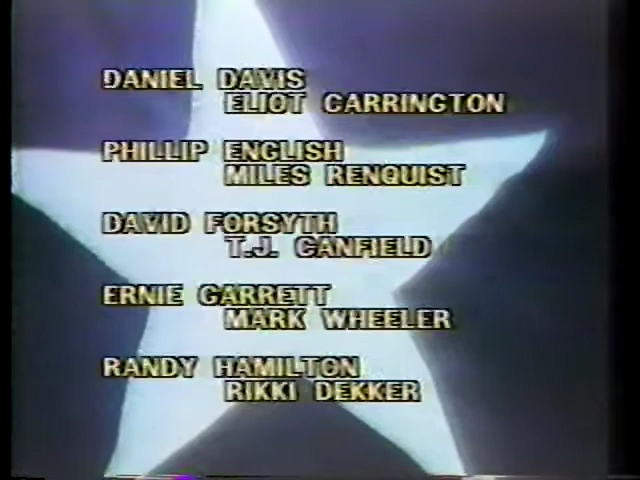 DANIEL DAVIS
ELIOT CARRINGTON
PHILLIP ENGLISH
MILES RENQUIST
DAVID FORSYTH
T.J. CANFIELD
ERNIE GARRETT
MARK WHEELER
RANDY HAMILTON
RIKKI DEKKER